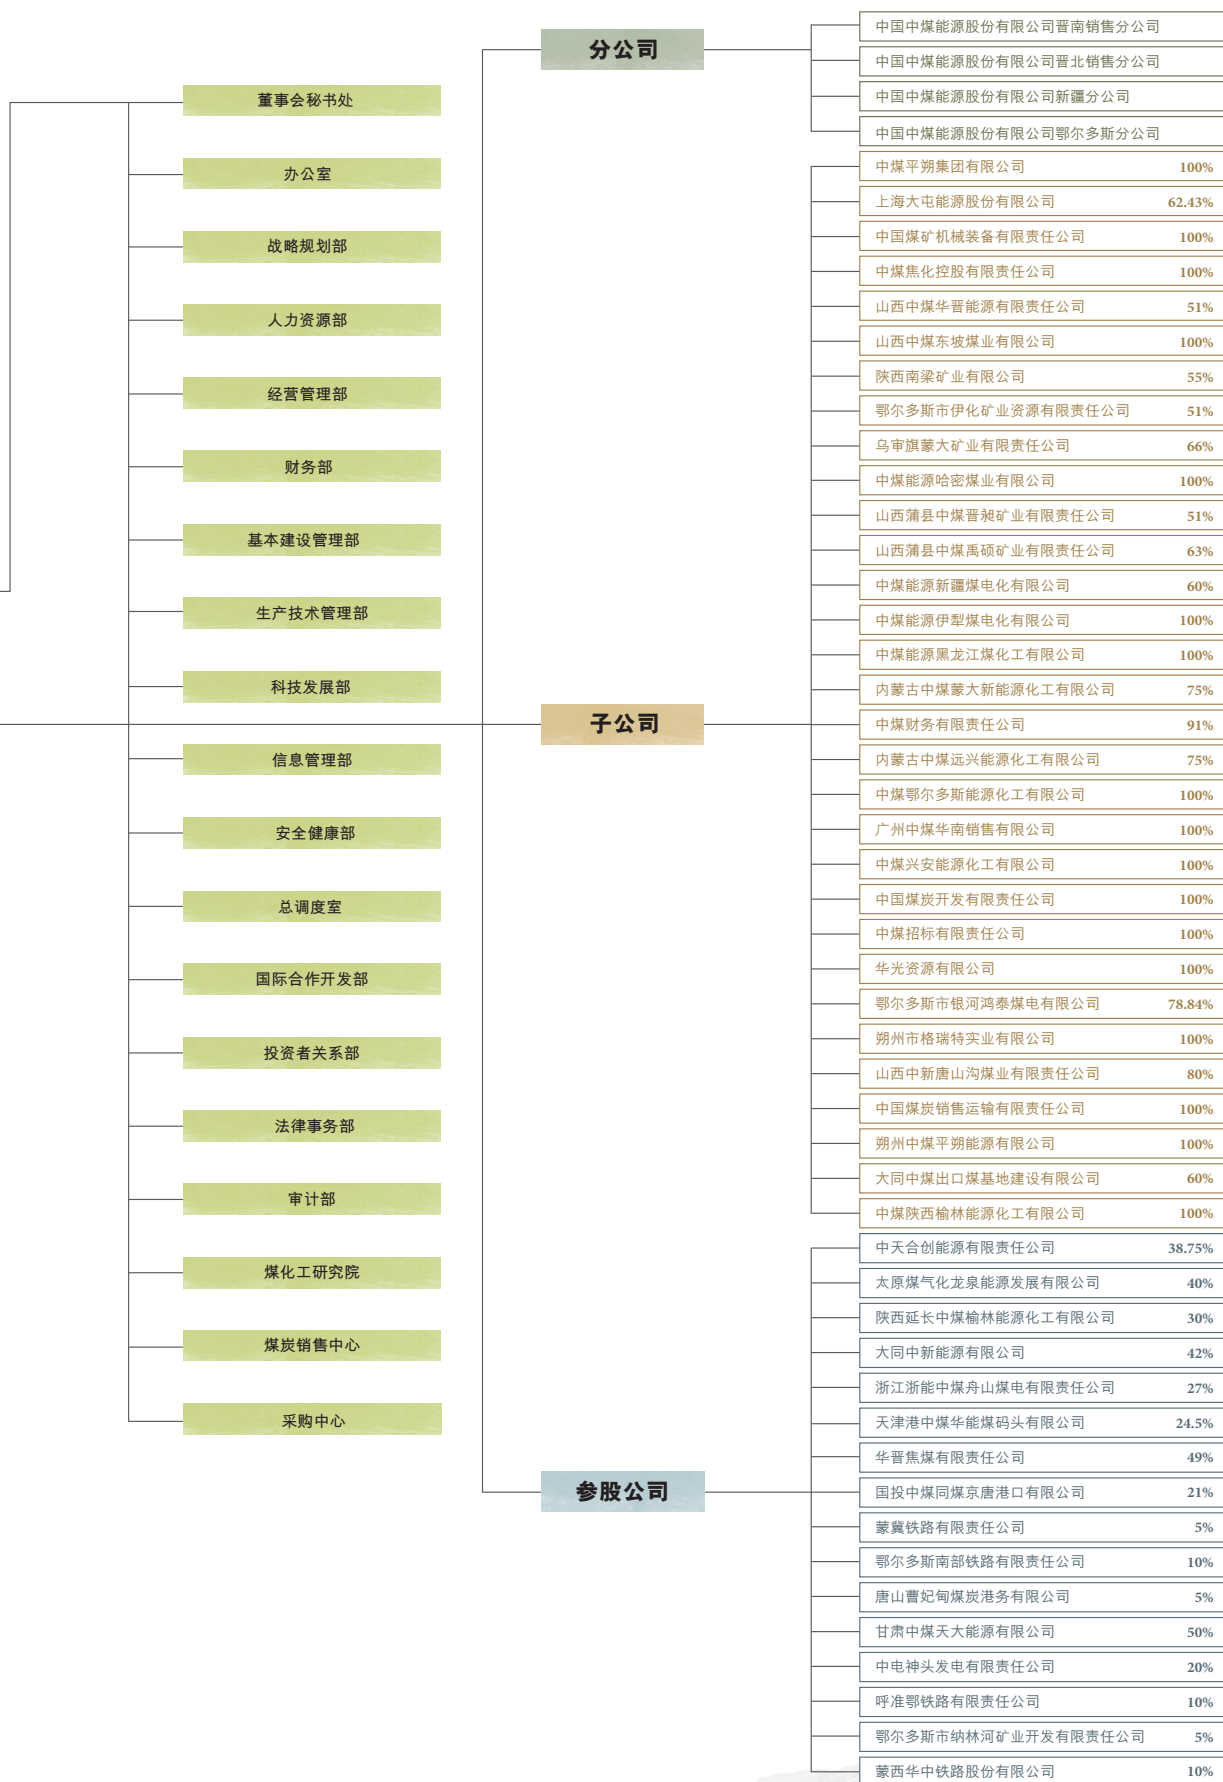 董事会秘书处
办公室
战略规划部
人力资源部
经营管理部
财务部
基本建设管理部
生产技术管理部
科技发展部
信息管理部
安全健康部
总调度室
国际合作开发部
投资者关系部
法律事务部
审计部
煤化工研究院
煤炭销售中心
采购中心
分公司
中国中煤能源股份有限公司晋南销售分公司
中国中煤能源股份有限公司晋北销售分公司
中国中煤能源股份有限公司新疆分公司
中国中煤能源股份有限公司鄂尔多斯分公司
子公司
中煤平朔集团有限公司 100%
上海大屯能源股份有限公司 62.43%
中国煤矿机械装备有限责任公司 100%
中煤焦化控股有限责任公司 100%
山西中煤华晋能源有限责任公司 51%
山西中煤东坡煤业有限公司 100%
陕西南梁矿业有限公司 55%
鄂尔多斯市伊化矿业资源有限责任公司 51%
乌审旗蒙大矿业有限责任公司 66%
中煤能源哈密煤业有限公司 100%
山西蒲县中煤晋昶矿业有限责任公司 51%
山西蒲县中煤禹硕矿业有限责任公司 63%
中煤能源新疆煤电化有限公司 60%
中煤能源伊犁煤电化有限公司 100%
中煤能源黑龙江煤化工有限公司 100%
内蒙古中煤蒙大新能源化工有限公司 75%
中煤财务有限责任公司 91%
内蒙古中煤远兴能源化工有限公司 75%
中煤鄂尔多斯能源化工有限公司 100%
广州中煤华南销售有限公司 100%
中煤兴安能源化工有限公司 100%
中国煤炭开发有限责任公司 100%
中煤招标有限责任公司 100%
华光资源有限公司 100%
鄂尔多斯市银河鸿泰煤电有限公司 78.84%
朔州市格瑞特实业有限公司 100%
山西中新唐山沟煤业有限责任公司 80%
中国煤炭销售运输有限责任公司 100%
朔州中煤平朔能源有限公司 100%
大同中煤出口煤基地建设有限公司 60%
中煤陕西榆林能源化工有限公司 100%
参股公司
中天合创能源有限责任公司 38.75%
太原煤气化龙泉能源发展有限公司 40%
陕西延长中煤榆林能源化工有限公司 30%
大同中新能源有限公司 42%
浙江浙能中煤舟山煤电有限责任公司 27%
天津港中煤华能煤码头有限公司 24.5%
华晋焦煤有限责任公司 49%
国投中煤同煤京唐港口有限公司 21%
蒙冀铁路有限责任公司 5%
鄂尔多斯南部铁路有限责任公司 10%
唐山曹妃甸煤炭港务有限公司 5%
甘肃中煤天大能源有限公司 50%
中电神头发电有限责任公司 20%
呼准鄂铁路有限责任公司 10%
鄂尔多斯市纳林河矿业开发有限责任公司 5%
蒙西华中铁路股份有限公司 10%